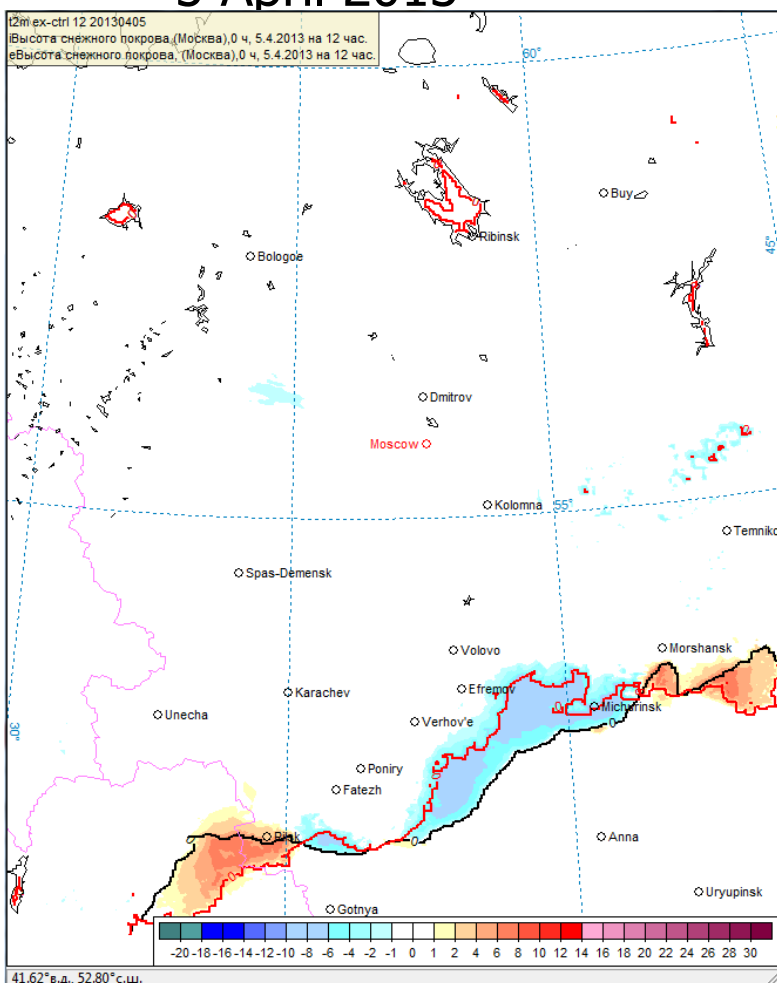 5 April 2013
t2m ex-ctrl 12 20130405
iВысота снежного покрова,(Москва),0 ч, 5.4.2013 на 12 час.
eВысота снежного покрова, (Москва),0 ч, 5.4.2013 на 12 час.
60°
Buy
45°
Ribinsk
Bologoe
Dmitrov
Moscow
Kolomna
55°
Temniko
Spas-Demensk
Volovo
Morshansk
Karachev
Efremov
Michurinsk
Unecha
Verhov'e
30°
Poniry
Fatezh
Anna
Uryupinsk
Gotnya
-20 -18 -16 -14 -12 -10 -8 -6 -4 -2 -1 0 1 2 4 6 8 10 12 14 16 18 20 22 24 26 28 30
41.62°в.д., 52.80°с.ш.